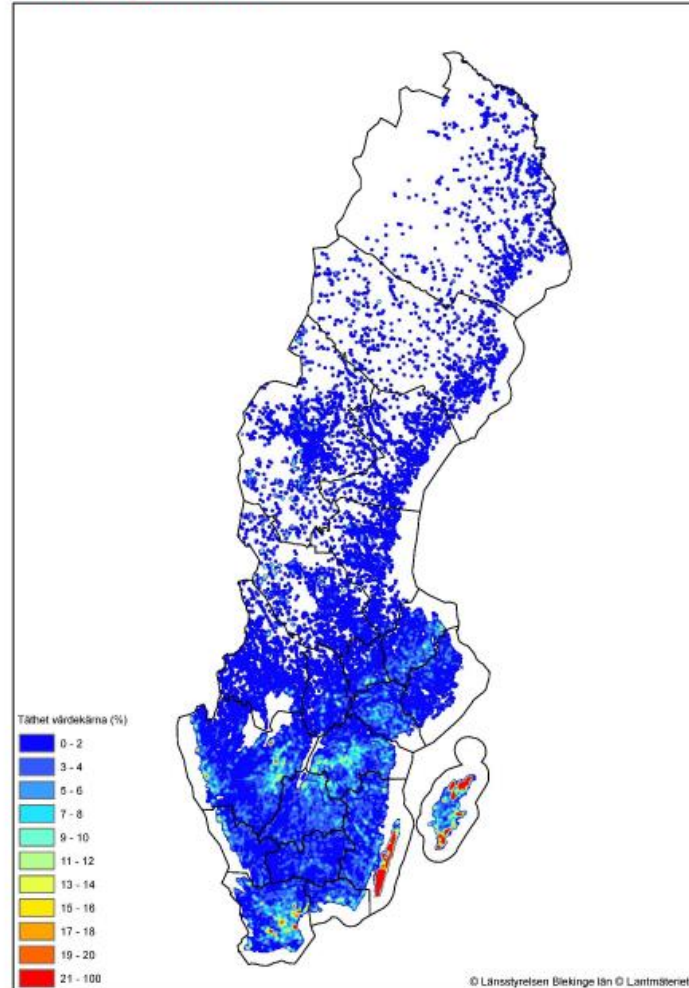 Täthet värdekärna (%)
0 - 2
3 - 4
5 - 6
7 - 8
9 - 10
11 - 12
13 - 14
15 - 16
17 - 18
19 - 20
21 - 100
© Länsstyrelsen Blekinge län © Lantmäteriet